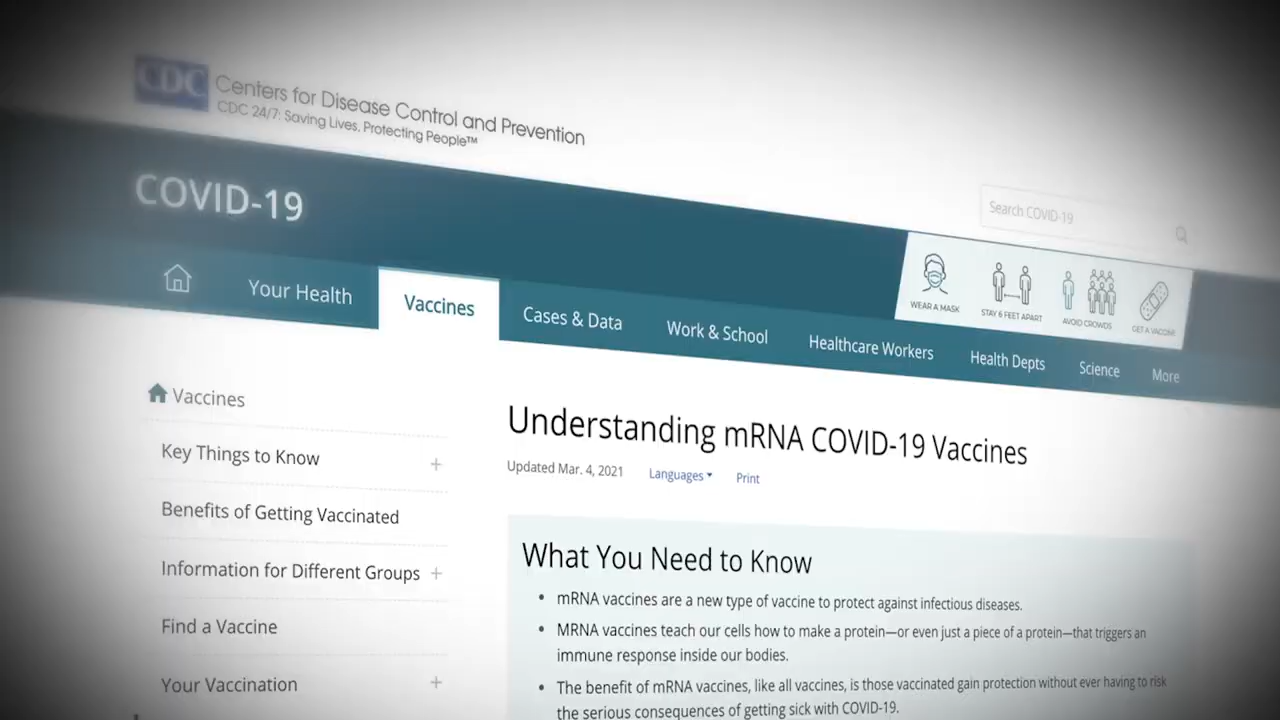 CDC
Centers for Disease Control and Prevention
CDC 24/7: Saving Lives, Protecting People™
COVID-19
Search COVID-19
WEAR A MASK
STAY 6 FEET APART
AVOID CROWDS
GET A VACCINE
Your Health
Vaccines
Cases & Data
Work & School
Healthcare Workers
Health Depts
Science
More
Vaccines
Key Things to Know
Benefits of Getting Vaccinated
Information for Different Groups
Find a Vaccine
Your Vaccination
Understanding mRNA COVID-19 Vaccines
Updated Mar. 4, 2021 Languages Print
What You Need to Know
• mRNA vaccines are a new type of vaccine to protect against infectious diseases.
• MRNA vaccines teach our cells how to make a protein—or even just a piece of a protein—that triggers an
immune response inside our bodies.
• The benefit of mRNA vaccines, like all vaccines, is those vaccinated gain protection without ever having to risk
the serious consequences of getting sick with COVID-19.